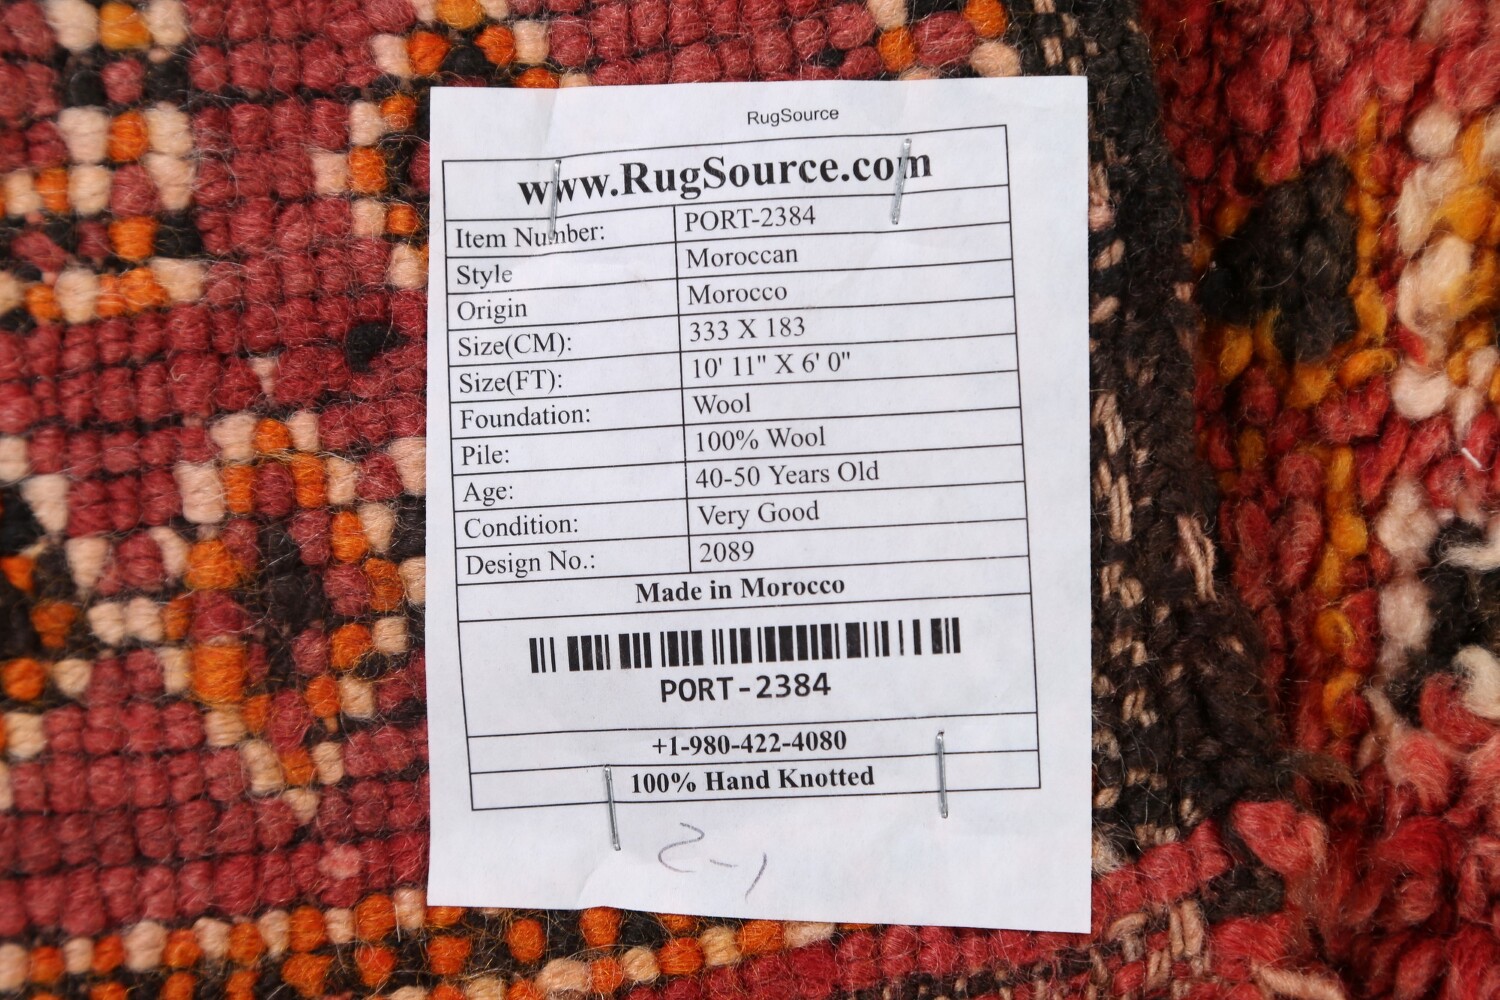 RugSource
www.RugSource.com
Item Number: PORT-2384
Style Moroccan
Origin Morocco
Size(CM): 333 X 183
Size(FT): 10' 11" X 6' 0"
Foundation: Wool
Pile: 100% Wool
Age: 40-50 Years Old
Condition: Very Good
Design No.: 2089
Made in Morocco
PORT-2384
+1-980-422-4080
100% Hand Knotted